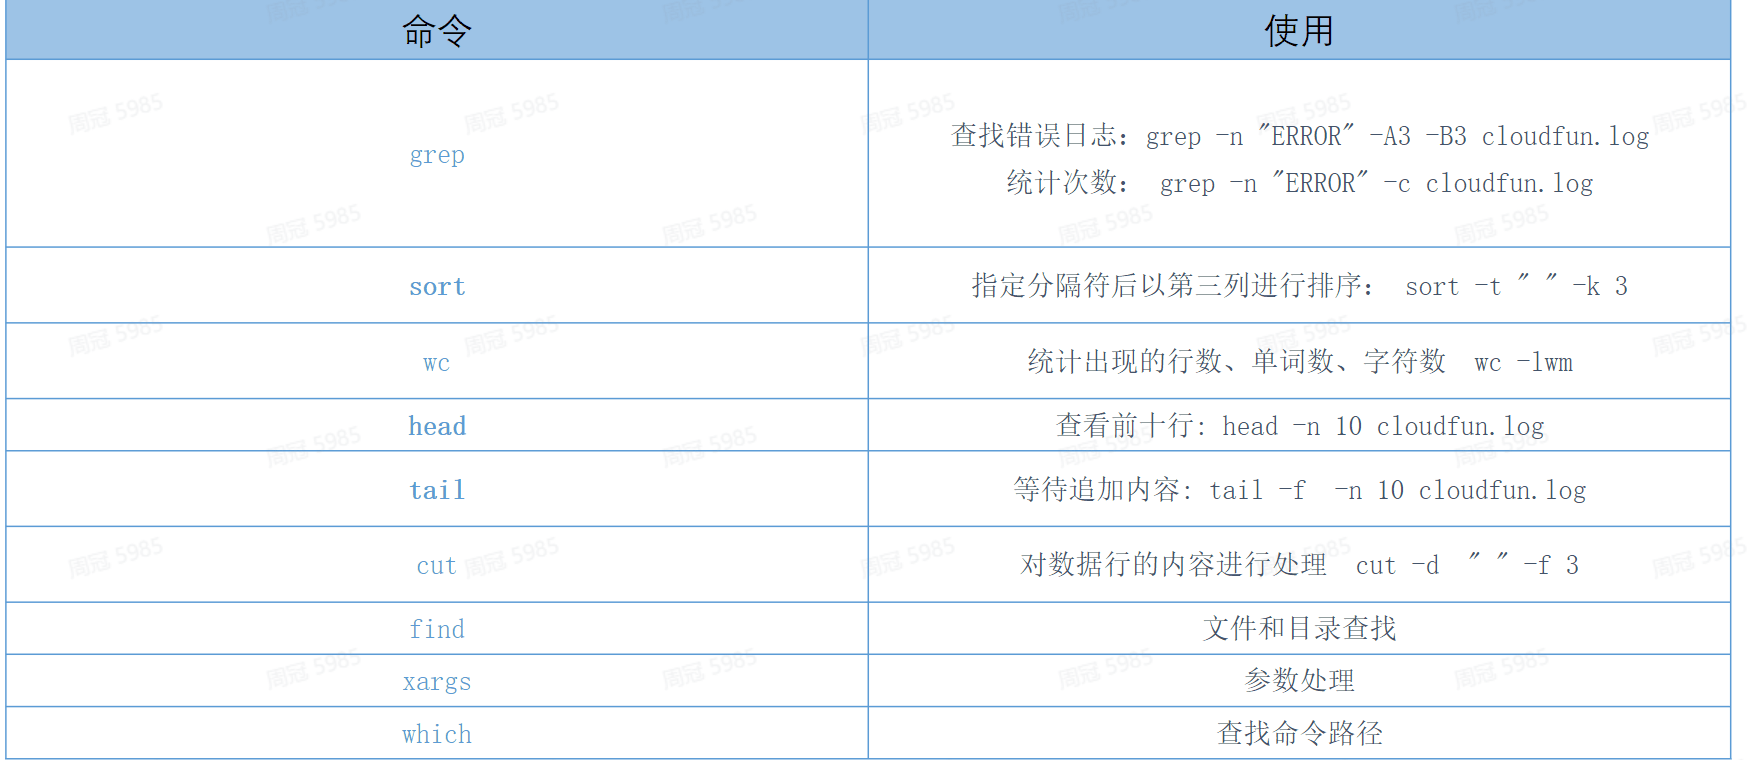 命令 使用
grep
查找错误日志：grep -n "ERROR" -A3 -B3 cloudfun.log
统计次数： grep -n "ERROR" -c cloudfun.log
sort 指定分隔符后以第三列进行排序： sort -t " " -k 3
wc 统计出现的行数、单词数、字符数 wc -lwm
head 查看前十行：head -n 10 cloudfun.log
tail 等待追加内容：tail -f -n 10 cloudfun.log
cut 对数据行的内容进行处理 cut -d " " -f 3
find 文件和目录查找
xargs 参数处理
which 查找命令路径
周冠 5985